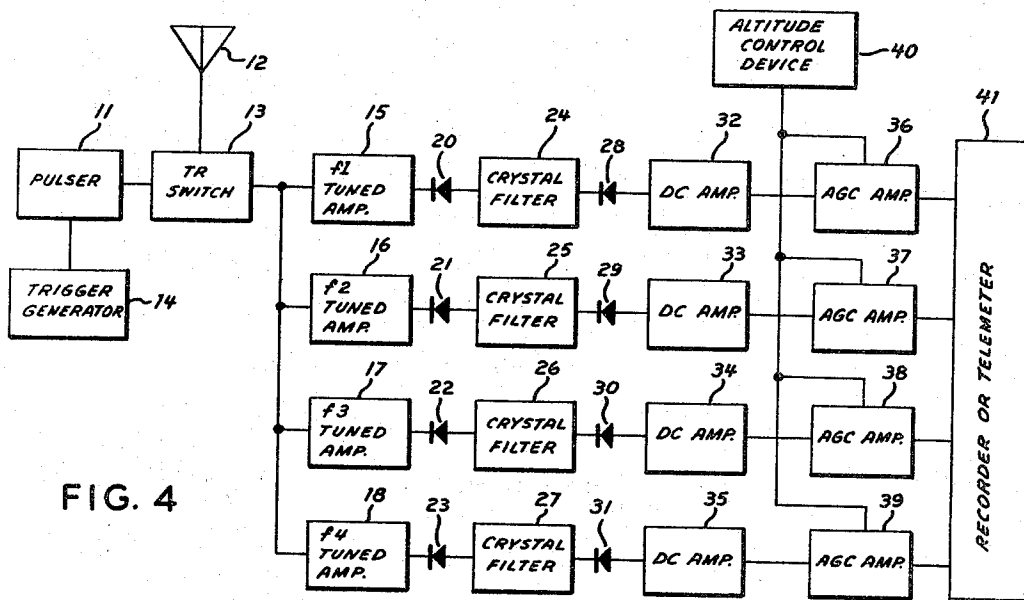 ALTITUDE
CONTROL
DEVICE
40
12
11
13
15
20
24
28
32
36
41
PULSER
TR
SWITCH
f1
TUNED
AMP.
CRYSTAL
FILTER
DC AMP.
AGC AMP.
14
TRIGGER
GENERATOR
16
21
25
29
33
37
f2
TUNED
AMP.
CRYSTAL
FILTER
DC AMP.
AGC AMP.
17
22
26
30
34
38
f3
TUNED
AMP.
CRYSTAL
FILTER
DC AMP.
AGC AMP.
18
23
27
31
35
39
f4
TUNED
AMP.
CRYSTAL
FILTER
DC AMP.
AGC AMP.
RECORDER OR TELEMETER
FIG. 4